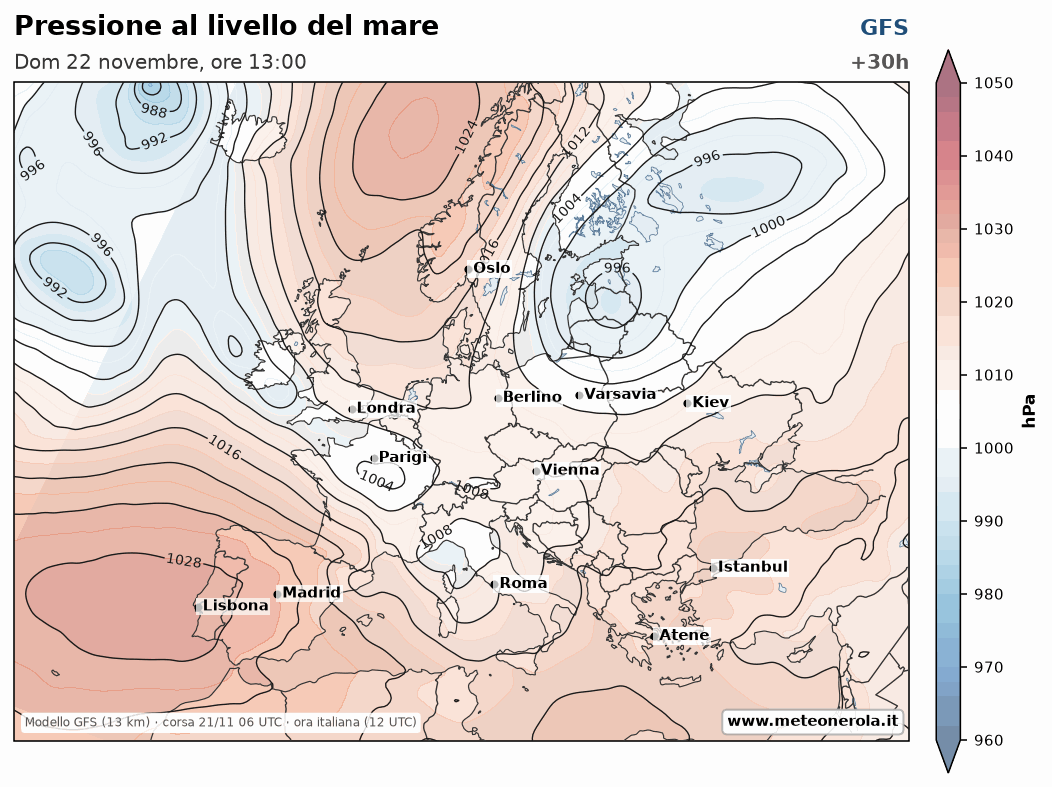 Pressione al livello del mare
GFS
Dom 22 novembre, ore 13:00
+30h
1050
1040
1030
1020
1010
1000
990
980
970
960
hPa
988
992
996
996
996
992
1024
1012
1004
1016
996
1000
996
Oslo
Londra
Berlino
Varsavia
Kiev
1016
Parigi
1004
1008
Vienna
1008
1028
Lisbona
Madrid
Roma
Istanbul
Atene
Modello GFS (13 km) · corsa 21/11 06 UTC · ora italiana (12 UTC)
www.meteonerola.it